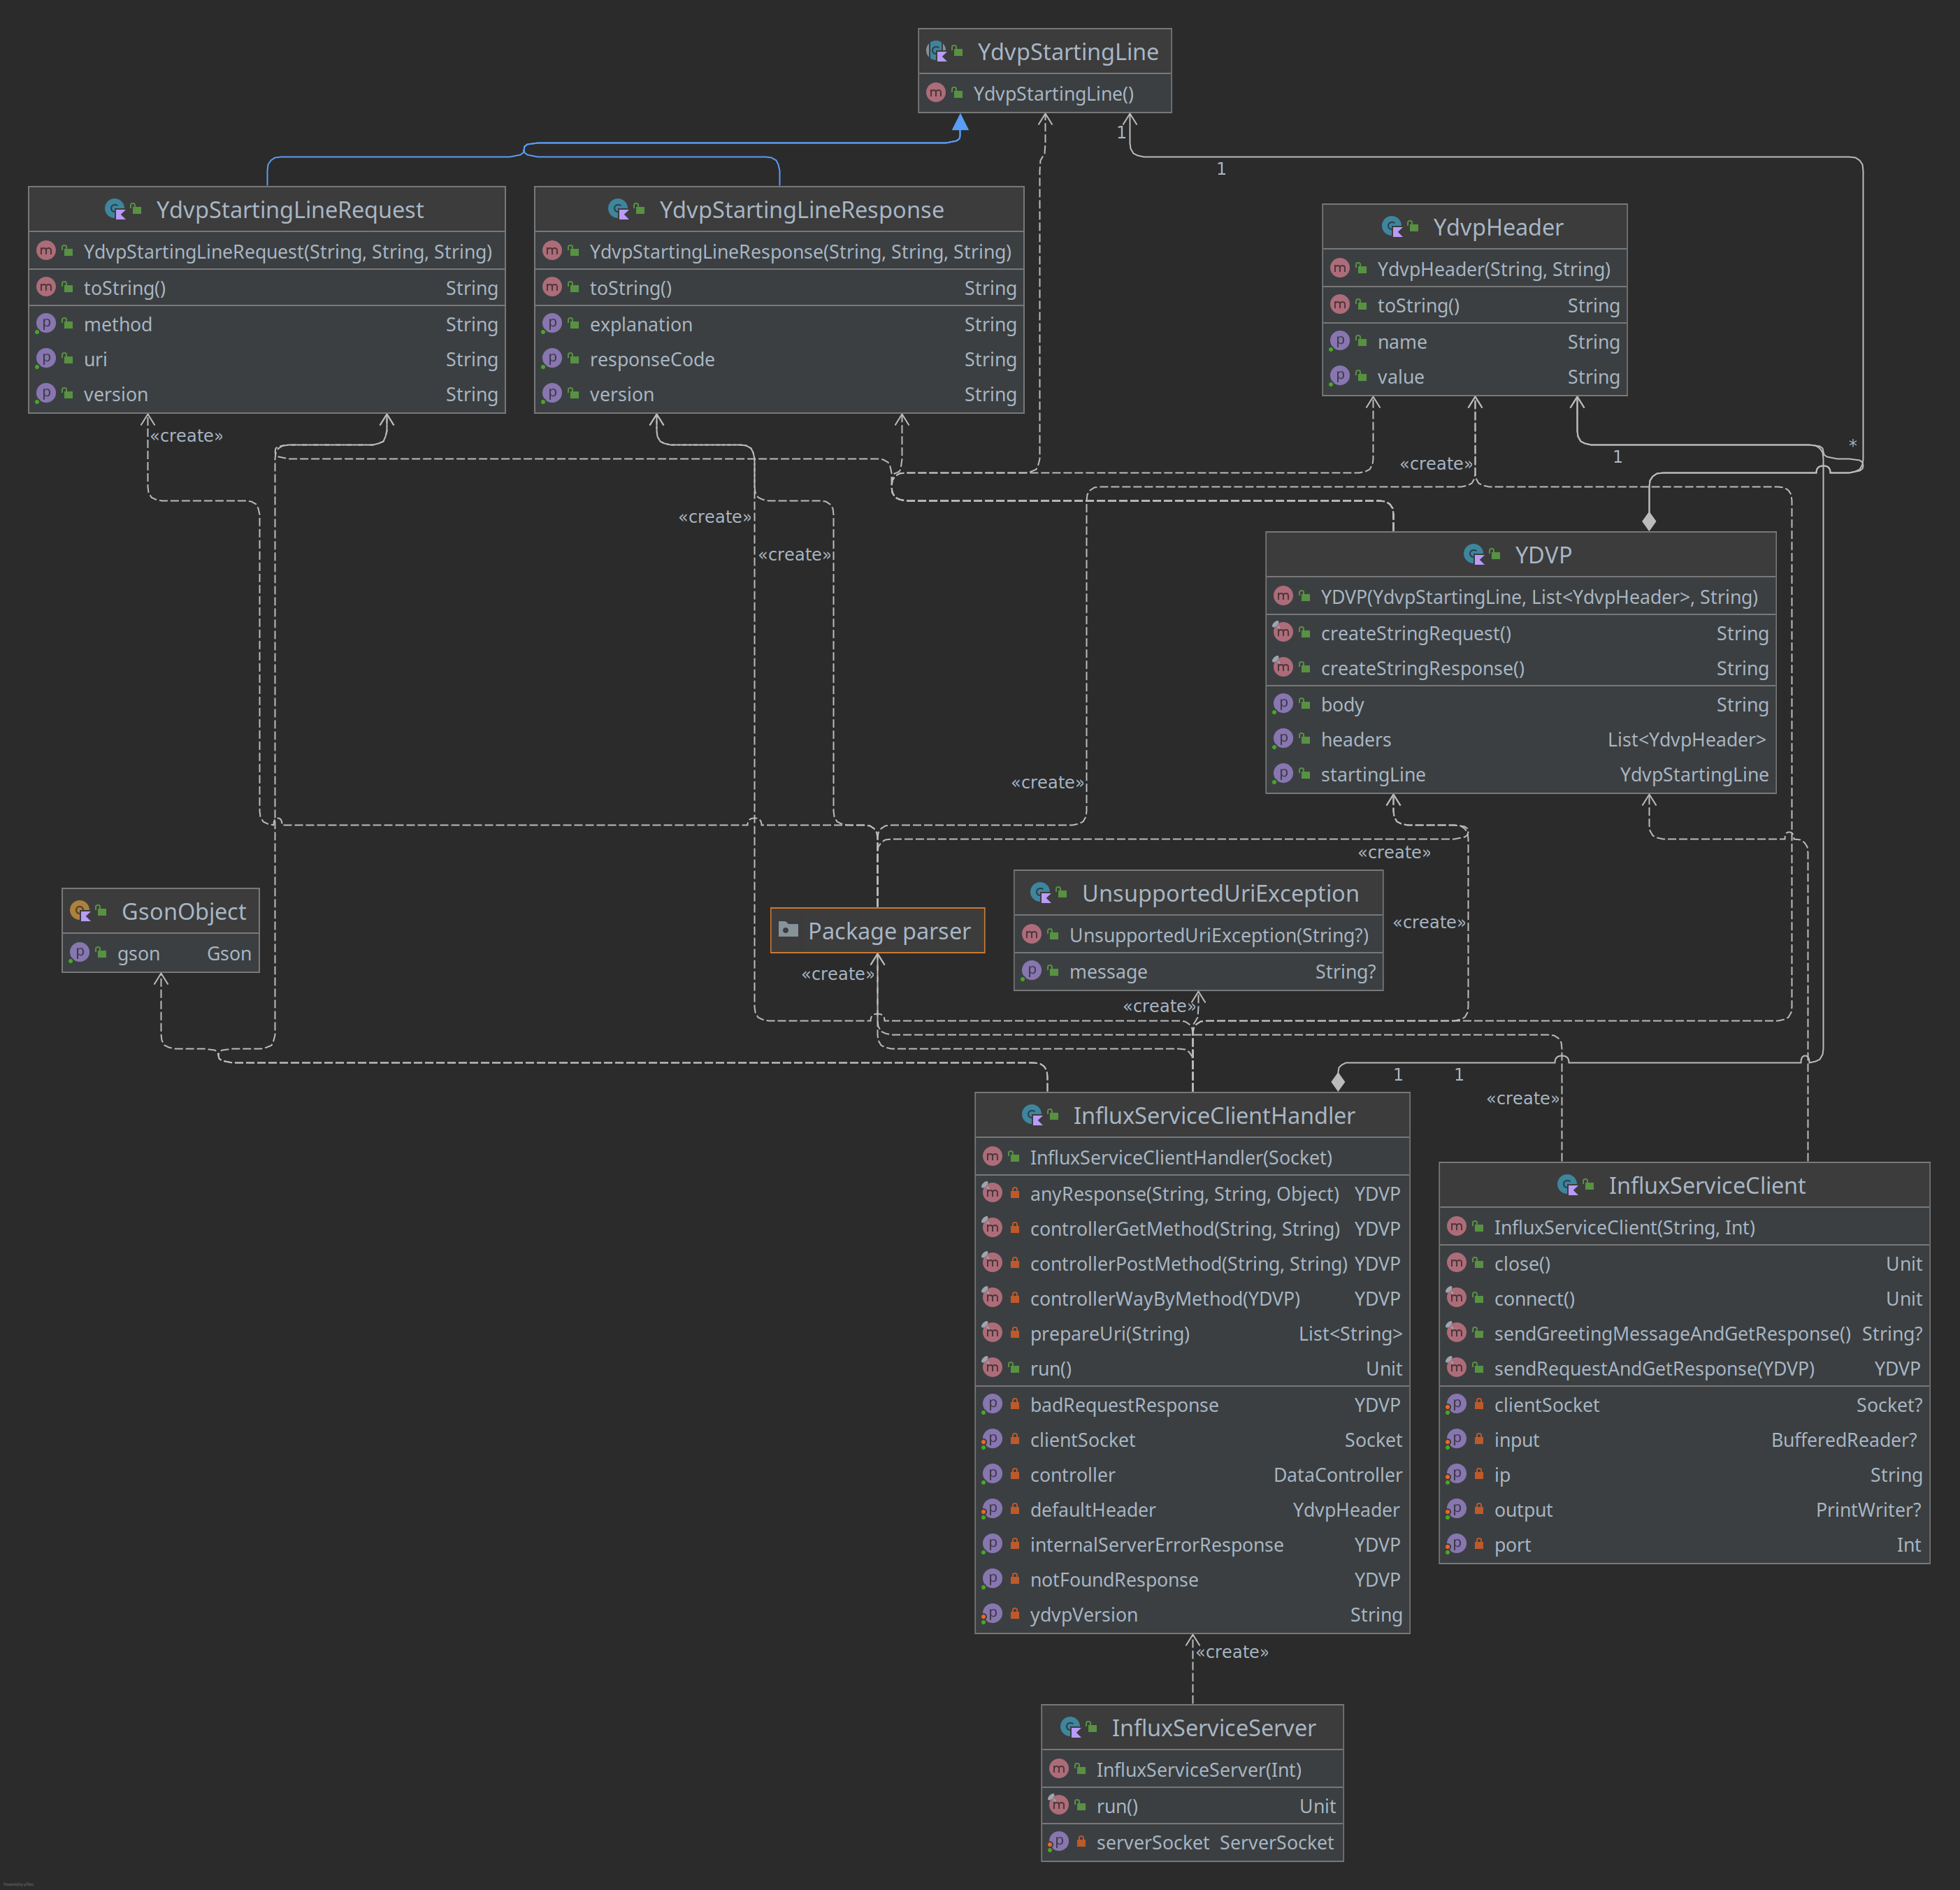 YdvpStartingLine
YdvpStartingLine()
1
1
YdvpStartingLineRequest
YdvpStartingLineRequest(String, String, String)
toString() String
method String
uri String
version String
YdvpStartingLineResponse
YdvpStartingLineResponse(String, String, String)
toString() String
explanation String
responseCode String
version String
YdvpHeader
YdvpHeader(String, String)
toString() String
name String
value String
«create»
*
1
«create»
«create»
«create»
YDVP
YDVP(YdvpStartingLine, List<YdvpHeader>, String)
createStringRequest() String
createStringResponse() String
body String
headers List<YdvpHeader>
startingLine YdvpStartingLine
«create»
«create»
GsonObject
gson Gson
Package parser
UnsupportedUriException
UnsupportedUriException(String?)
message String?
«create»
«create»
«create»
1 1
«create»
InfluxServiceClientHandler
InfluxServiceClientHandler(Socket)
anyResponse(String, String, Object) YDVP
controllerGetMethod(String, String) YDVP
controllerPostMethod(String, String) YDVP
controllerWayByMethod(YDVP) YDVP
prepareUri(String) List<String>
run() Unit
badRequestResponse YDVP
clientSocket Socket
controller DataController
defaultHeader YdvpHeader
internalServerErrorResponse YDVP
notFoundResponse YDVP
ydvpVersion String
InfluxServiceClient
InfluxServiceClient(String, Int)
close() Unit
connect() Unit
sendGreetingMessageAndGetResponse() String?
sendRequestAndGetResponse(YDVP) YDVP
clientSocket Socket?
input BufferedReader?
ip String
output PrintWriter?
port Int
«create»
InfluxServiceServer
InfluxServiceServer(Int)
run() Unit
serverSocket ServerSocket